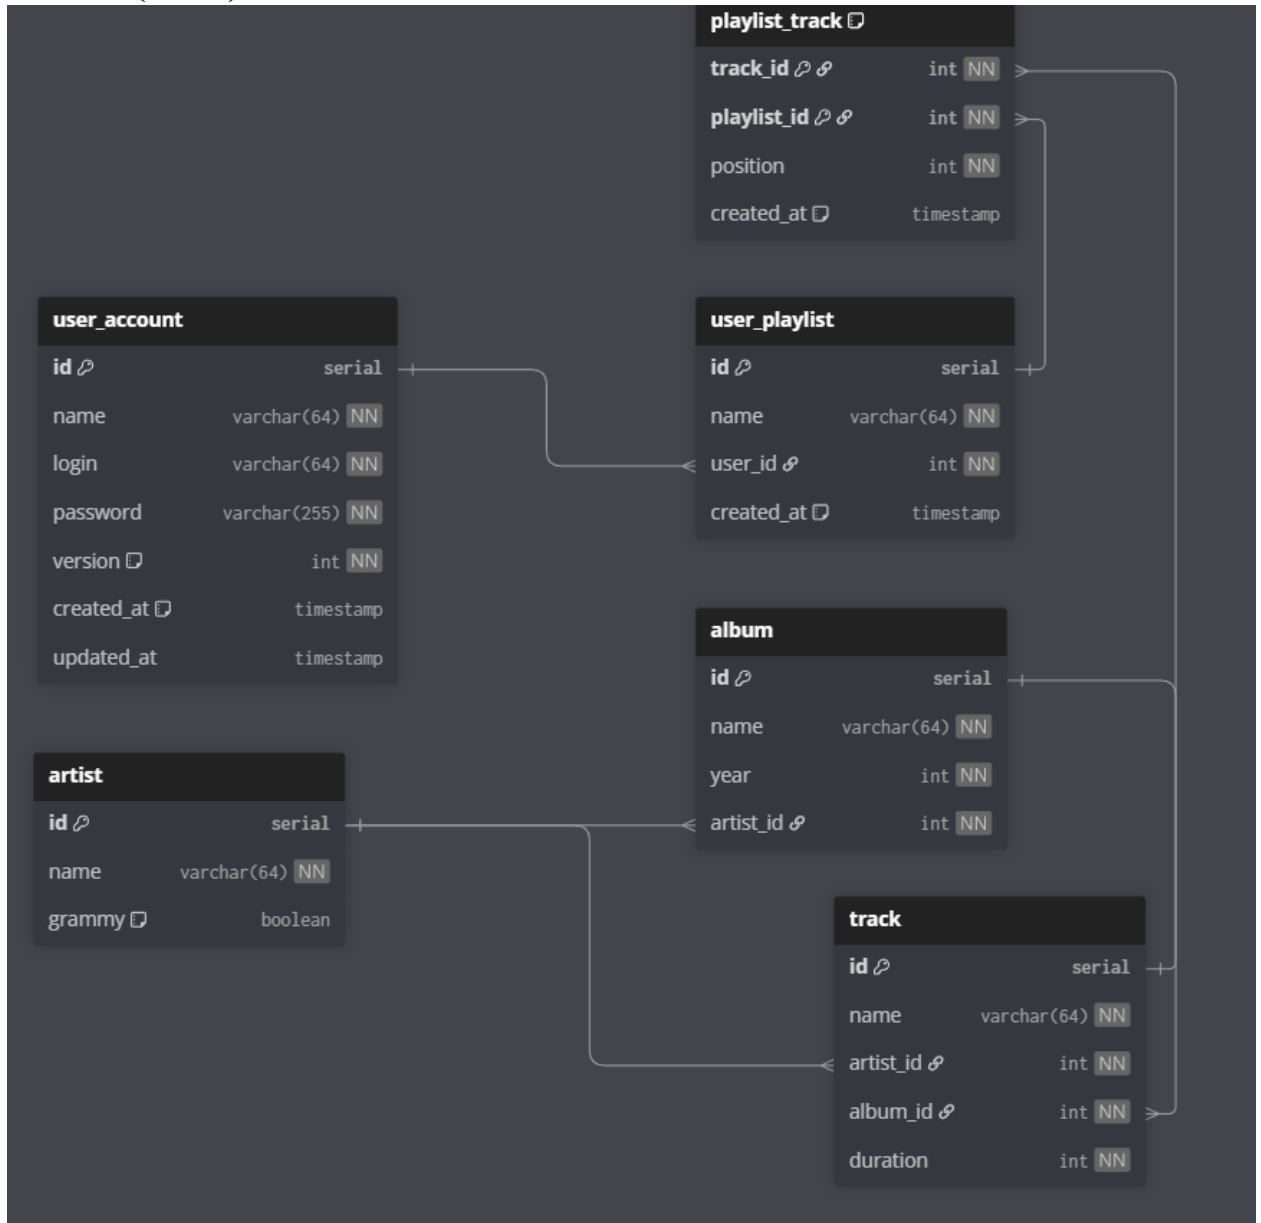 playlist_track
track_id int NN
playlist_id int NN
position int NN
created_at timestamp
user_account
id serial
name varchar(64) NN
login varchar(64) NN
password varchar(255) NN
version int NN
created_at timestamp
updated_at timestamp
user_playlist
id serial
name varchar(64) NN
user_id int NN
created_at timestamp
album
id serial
name varchar(64) NN
year int NN
artist_id int NN
artist
id serial
name varchar(64) NN
grammy boolean
track
id serial
name varchar(64) NN
artist_id int NN
album_id int NN
duration int NN